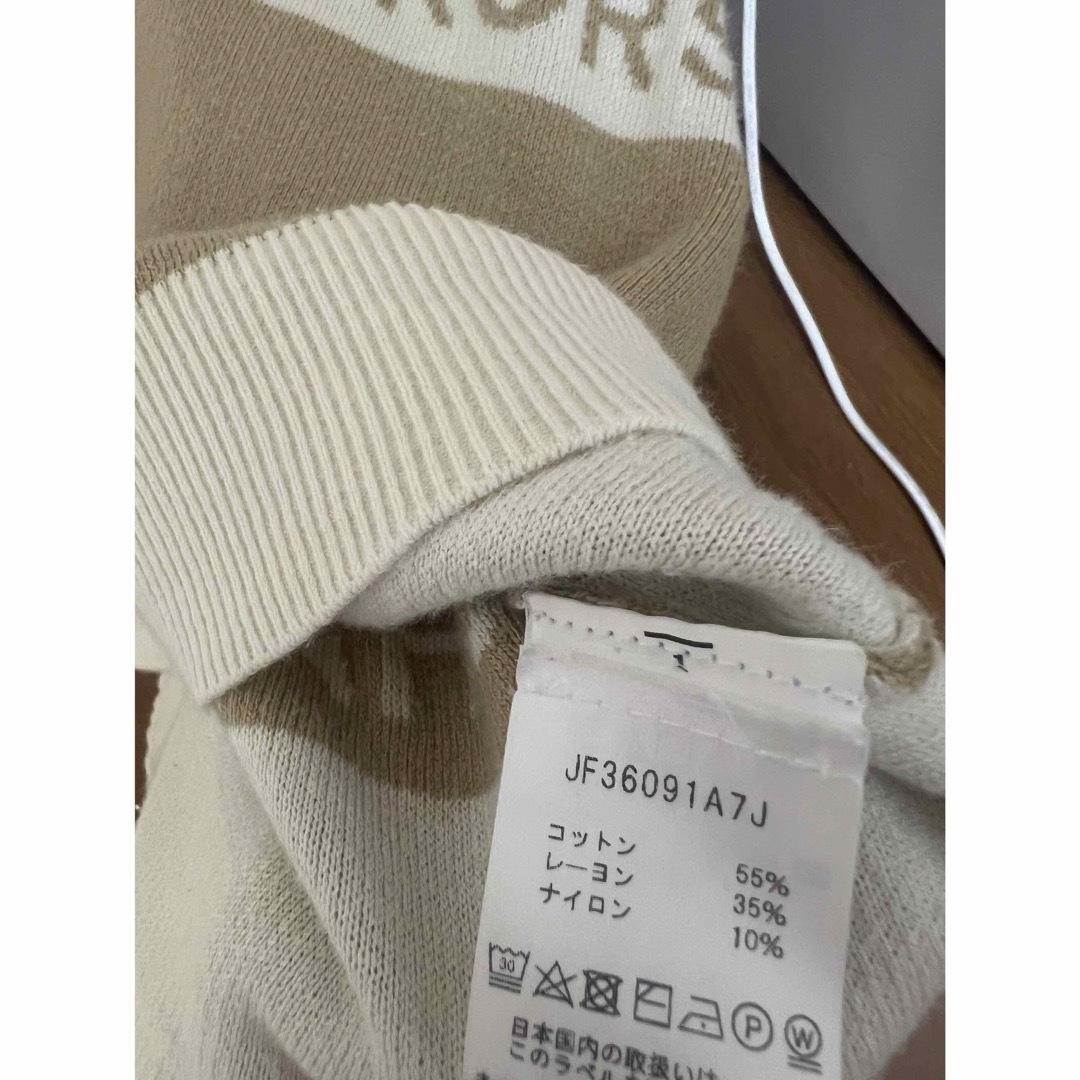 KORS
1
JF36091A7J
コットン 55%
レーヨン 35%
ナイロン 10%
30 P W
日本国内の取扱いは
このラベル